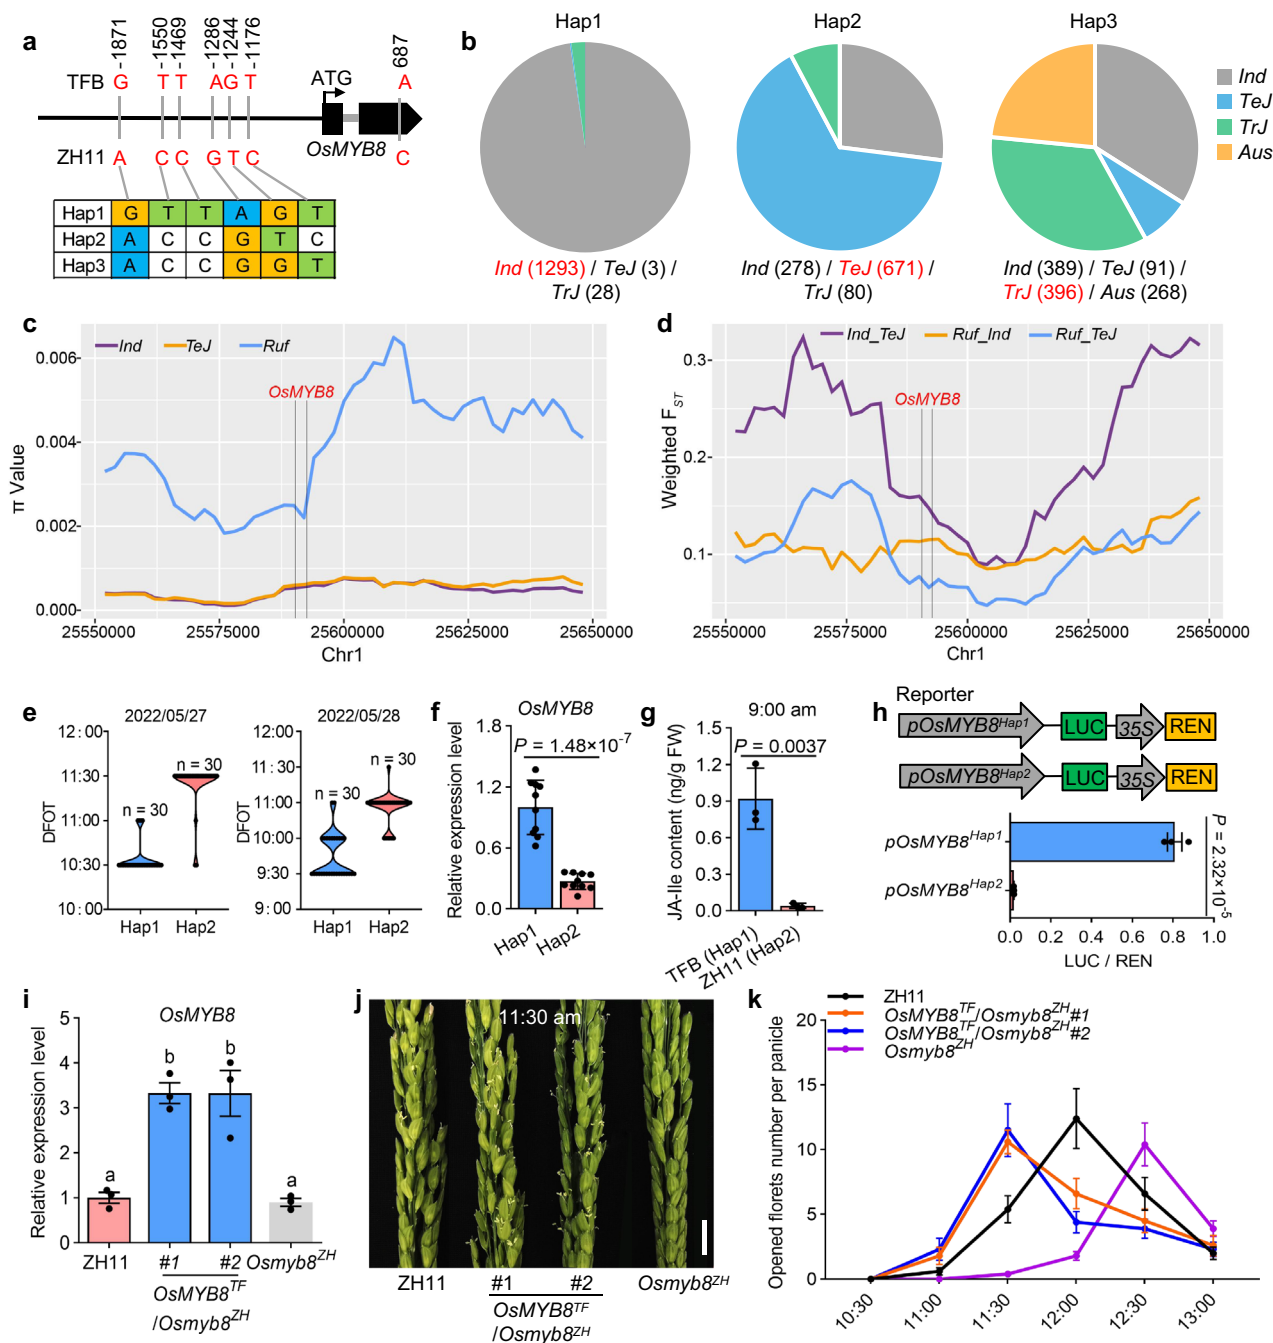 a
-1871
-1550
-1469
-1286
-1244
-1176
687
TFB G T T A G T A
ATG
OsMYB8
ZH11 A C C G T C C
Hap1 G T T A G T
Hap2 A C C G T C
Hap3 A C C G G T
b
Hap1 Hap2 Hap3
Ind
TeJ
TrJ
Aus
Ind (1293) / TeJ (3) /
TrJ (28)
Ind (278) / TeJ (671) /
TrJ (80)
Ind (389) / TeJ (91) /
TrJ (396) / Aus (268)
c
Ind TeJ Ruf
OsMYB8
π Value
0.006
0.004
0.002
0.000
25550000 25575000 25600000 25625000 25650000
Chr1
d
Ind_TeJ Ruf_Ind Ruf_TeJ
OsMYB8
Weighted FST
0.3
0.2
0.1
25550000 25575000 25600000 25625000 25650000
Chr1
e
2022/05/27
DFOT
12:00
11:30
11:00
10:30
10:00
n = 30
n = 30
Hap1 Hap2
2022/05/28
DFOT
12:00
11:30
11:00
10:00
9:30
9:00
n = 30
n = 30
Hap1 Hap2
f
OsMYB8
P = 1.48×10-7
Relative expression level
1.8
1.2
0.6
0.0
Hap1
Hap2
g
9:00 am
P = 0.0037
JA-Ile content (ng/g FW)
1.5
1.2
0.9
0.6
0.3
0.0
TFB (Hap1)
ZH11 (Hap2)
h
Reporter
pOsMYB8Hap1 LUC 35S REN
pOsMYB8Hap2 LUC 35S REN
pOsMYB8Hap1
pOsMYB8Hap2
P = 2.32×10-5
0.0 0.2 0.4 0.6 0.8 1.0
LUC / REN
i
OsMYB8
Relative expression level
5
4
3
2
1
0
a b b a
ZH11 #1 #2 Osmyb8ZH
OsMYB8TF
/Osmyb8ZH
j
11:30 am
ZH11 #1 #2 Osmyb8ZH
OsMYB8TF
/Osmyb8ZH
k
ZH11
OsMYB8TF/Osmyb8ZH#1
OsMYB8TF/Osmyb8ZH#2
Osmyb8ZH
Opened florets number per panicle
20
15
10
5
0
10:30 11:00 11:30 12:00 12:30 13:00